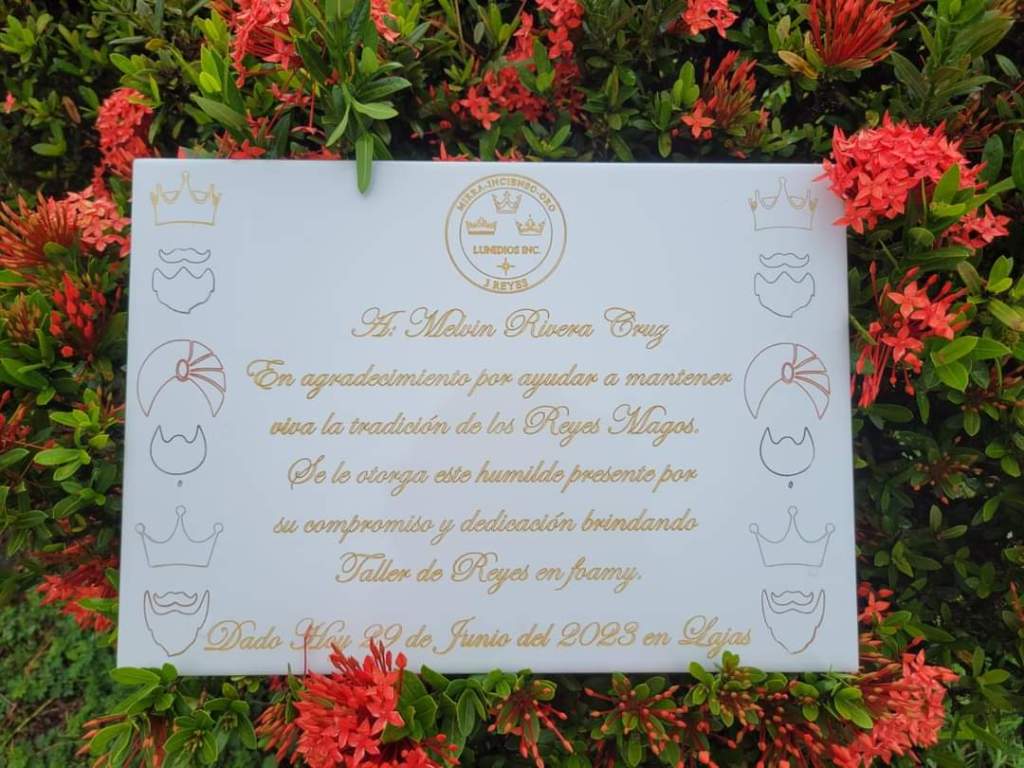 MIRRA-INCIENSO-ORO
LUNIDIOS INC.
3 REYES
A: Melvin Rivera Cruz
En agradecimiento por ayudar a mantener
viva la tradición de los Reyes Magos.
Se le otorga este humilde presente por
su compromiso y dedicación brindando
Taller de Reyes en foamy.
Dado Hoy 29 de Junio del 2023 en Lajas